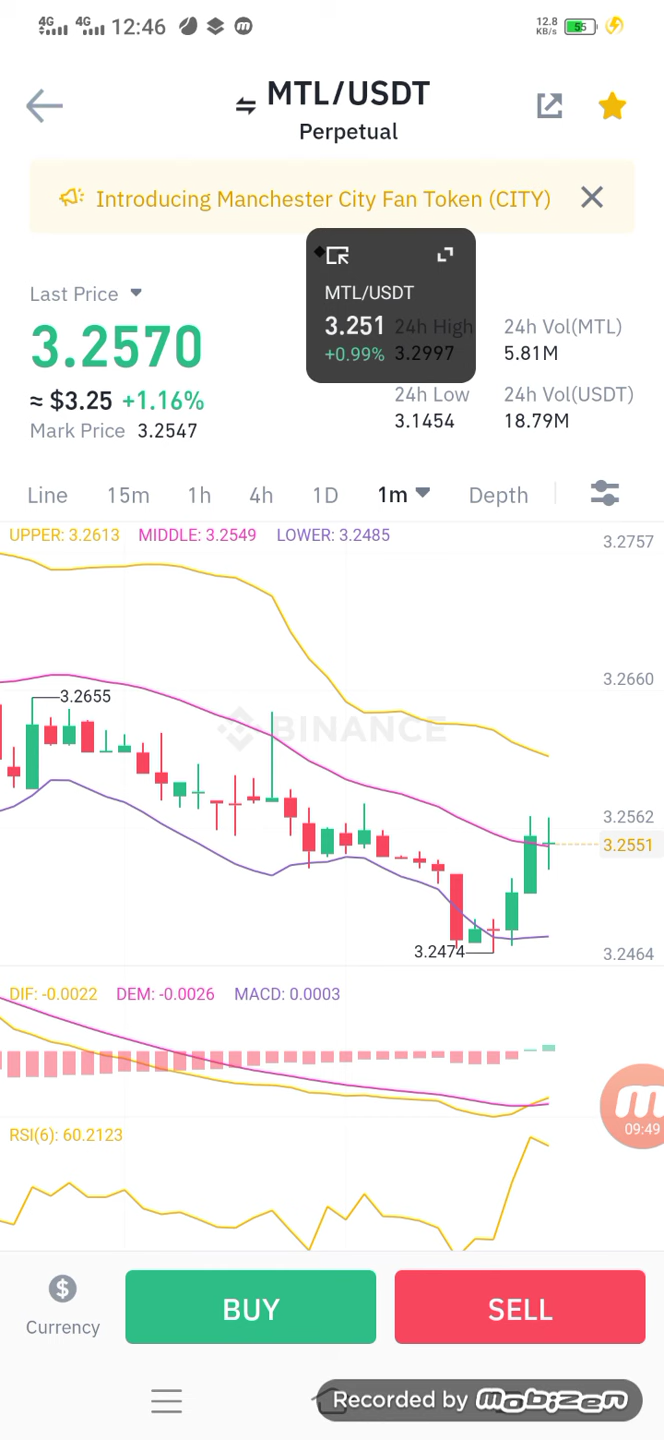 4G 4G 12:46 12.8 KB/s 55
MTL/USDT
Perpetual
Introducing Manchester City Fan Token (CITY)
MTL/USDT
3.251
+0.99%
Last Price
24h High
24h Vol(MTL)
3.2570
3.2997
5.81M
≈ $3.25 +1.16%
24h Low
24h Vol(USDT)
Mark Price 3.2547
3.1454
18.79M
Line 15m 1h 4h 1D 1m Depth
UPPER: 3.2613 MIDDLE: 3.2549 LOWER: 3.2485
3.2757
3.2660
3.2655
BINANCE
3.2562
3.2551
3.2474
3.2464
DIF: -0.0022 DEM: -0.0026 MACD: 0.0003
m
09:49
RSI(6): 60.2123
Currency
BUY
SELL
Recorded by mobizen